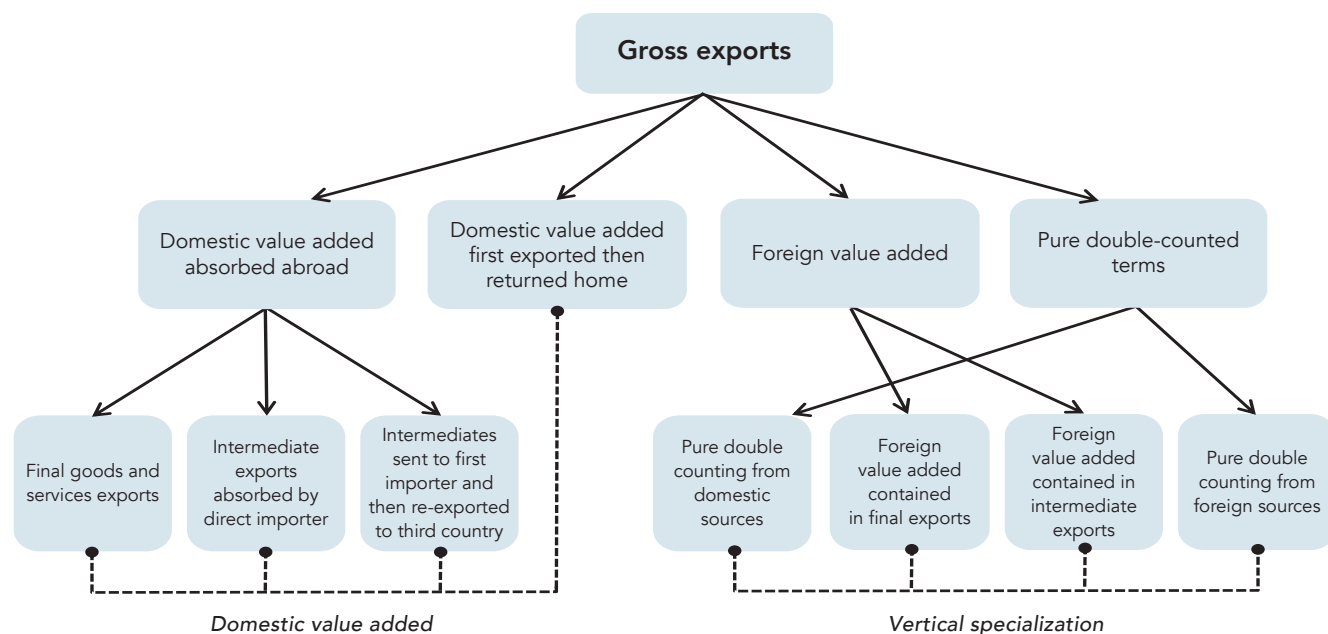 Gross exports
Domestic value added
absorbed abroad
Domestic value added
first exported then
returned home
Foreign value added
Pure double-counted
terms
Final goods and
services exports
Intermediate
exports
absorbed by
direct importer
Intermediates
sent to first
importer and
then re-exported
to third country
Pure double
counting from
domestic
sources
Foreign
value added
contained
in final exports
Foreign
value added
contained in
intermediate
exports
Pure double
counting from
foreign sources
Domestic value added
Vertical specialization